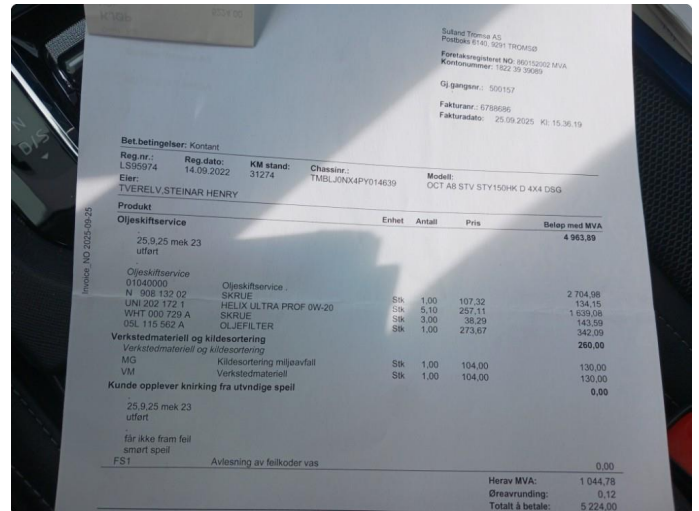 Sulland Tromsø AS
Postboks 6140, 9291 TROMSØ
Foretaksregisteret NO: 860152002 MVA
Kontonummer: 1822 39 39089
Gj.gangsnr.: 500157
Fakturanr.: 6788686
Fakturadato: 25.09.2025 Kl: 15.36.19
Bet.betingelser: Kontant
Reg.nr.: Reg.dato: KM stand: Chassinr.: Modell:
LS95974 14.09.2022 31274 TMBLJ0NX4PY014639 OCT A8 STV STY150HK D 4X4 DSG
Eier:
TVERELV,STEINAR HENRY
Produkt Enhet Antall Pris Beløp med MVA
Oljeskiftservice 4 963,89
.
25,9,25 mek 23
utført
.
Oljeskiftservice
01040000 Oljeskiftservice . 2 704,98
N 908 132 02 SKRUE Stk 1,00 107,32 134,15
UNI 202 172 1 HELIX ULTRA PROF 0W-20 Stk 5,10 257,11 1 639,08
WHT 000 729 A SKRUE Stk 3,00 38,29 143,59
05L 115 562 A OLJEFILTER Stk 1,00 273,67 342,09
Verkstedmateriell og kildesortering 260,00
Verkstedmateriell og kildesortering
MG Kildesortering miljøavfall Stk 1,00 104,00 130,00
VM Verkstedmateriell Stk 1,00 104,00 130,00
Kunde opplever knirking fra utvndige speil 0,00
.
25,9,25 mek 23
utført
.
får ikke fram feil
smørt speil
FS1 Avlesning av feilkoder vas 0,00
Herav MVA: 1 044,78
Øreavrunding: 0,12
Totalt å betale: 5 224,00
Invoice_NO 2025-09-25
N
D/S